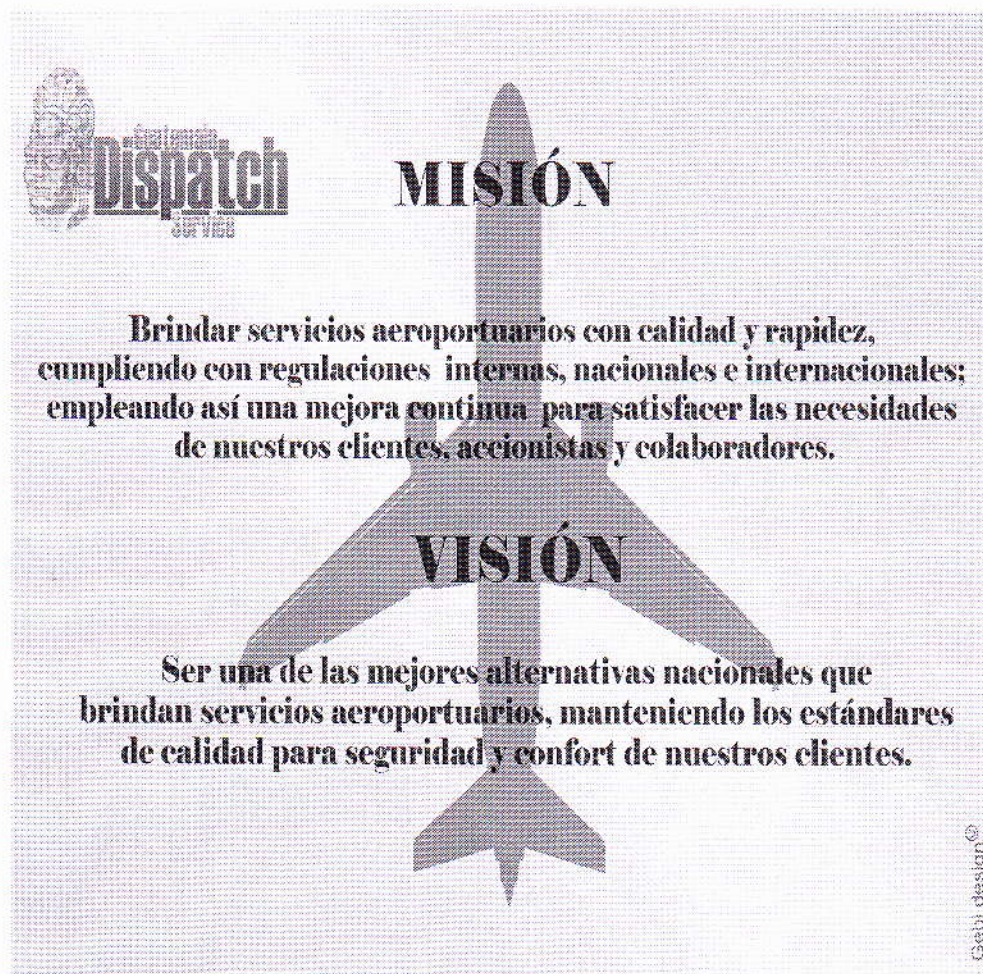 Guatemala
Dispatch
Service
MISIÓN
Brindar servicios aeroportuarios con calidad y rapidez,
cumpliendo con regulaciones internas, nacionales e internacionales;
empleando así una mejora continua para satisfacer las necesidades
de nuestros clientes, accionistas y colaboradores.
VISIÓN
Ser una de las mejores alternativas nacionales que
brindan servicios aeroportuarios, manteniendo los estándares
de calidad para seguridad y confort de nuestros clientes.
design©